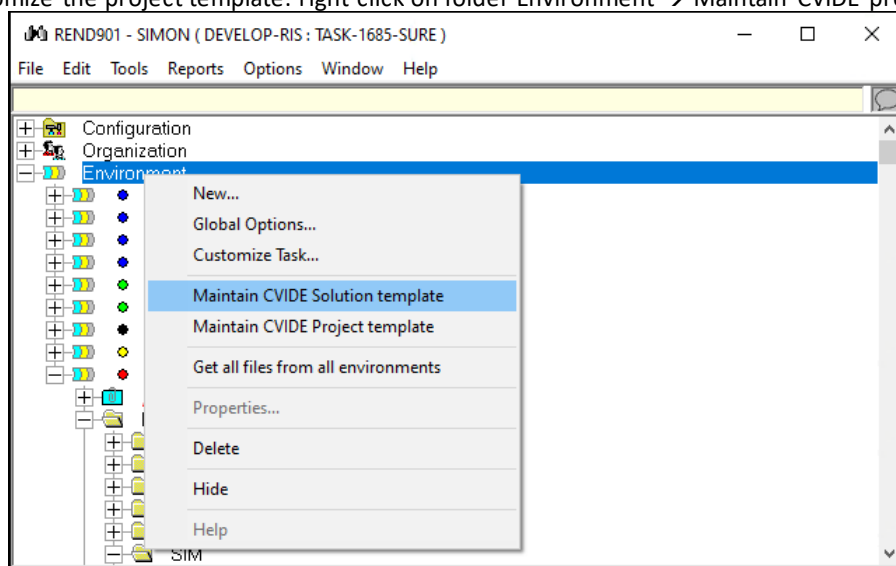 omize the project template: right click on folder Environment → Maintain CVIDE pro
REND901 - SIMON ( DEVELOP-RIS : TASK-1685-SURE )
File Edit Tools Reports Options Window Help
Configuration
Organization
Environment
New...
Global Options...
Customize Task...
Maintain CVIDE Solution template
Maintain CVIDE Project template
Get all files from all environments
Properties...
Delete
Hide
Help
SIM